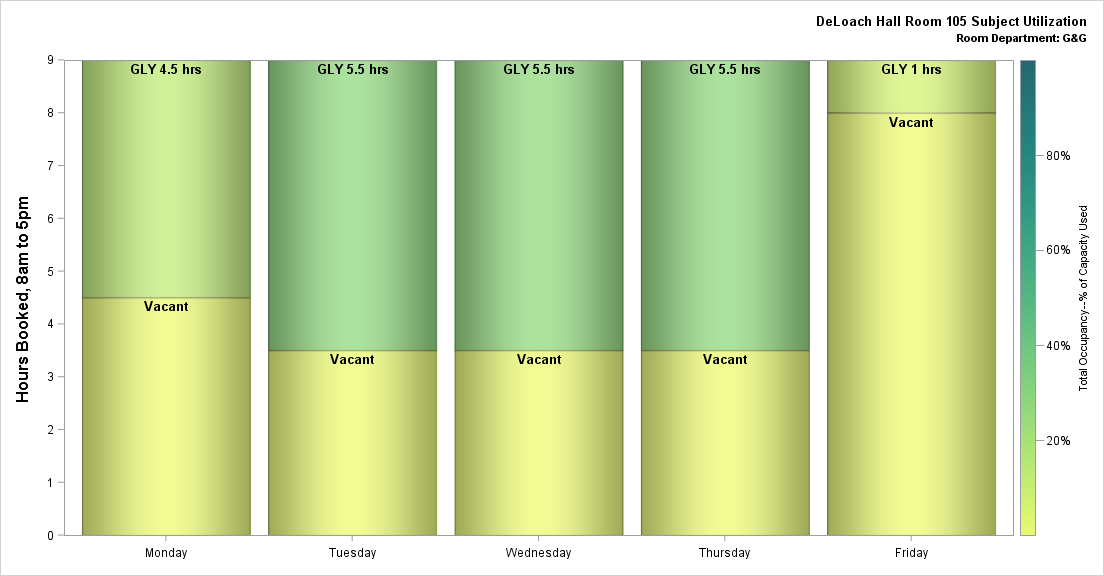 DeLoach Hall Room 105 Subject Utilization
Room Department: G&G
Hours Booked, 8am to 5pm
9
8
7
6
5
4
3
2
1
0
GLY 4.5 hrs
GLY 5.5 hrs
GLY 5.5 hrs
GLY 5.5 hrs
GLY 1 hrs
Vacant
Vacant
Vacant
Vacant
Vacant
Monday
Tuesday
Wednesday
Thursday
Friday
80%
60%
40%
20%
Total Occupancy--% of Capacity Used